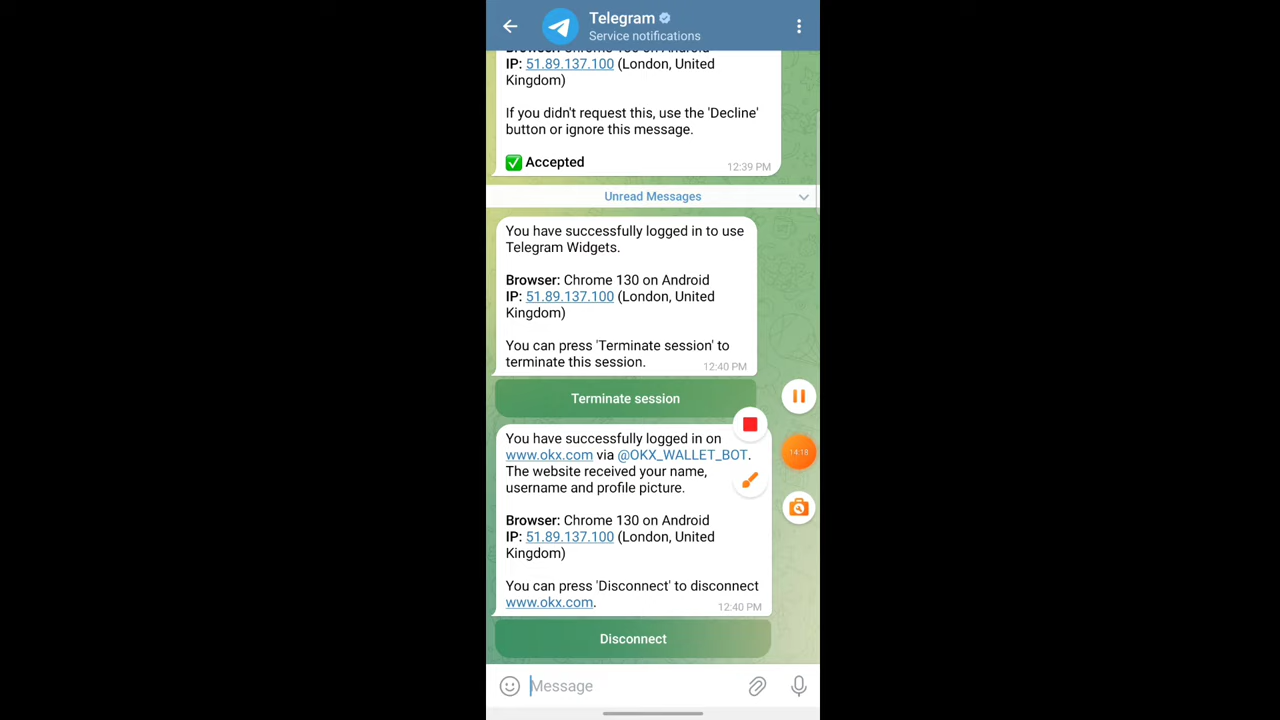 Telegram
Service notifications
IP: 51.89.137.100 (London, United
Kingdom)
If you didn't request this, use the 'Decline'
button or ignore this message.
✅ Accepted
12:39 PM
Unread Messages
You have successfully logged in to use
Telegram Widgets.
Browser: Chrome 130 on Android
IP: 51.89.137.100 (London, United
Kingdom)
You can press 'Terminate session' to
terminate this session.
12:40 PM
Terminate session
You have successfully logged in on
www.okx.com via @OKX_WALLET_BOT.
The website received your name,
username and profile picture.
Browser: Chrome 130 on Android
IP: 51.89.137.100 (London, United
Kingdom)
You can press 'Disconnect' to disconnect
www.okx.com.
12:40 PM
Disconnect
14:18
Message